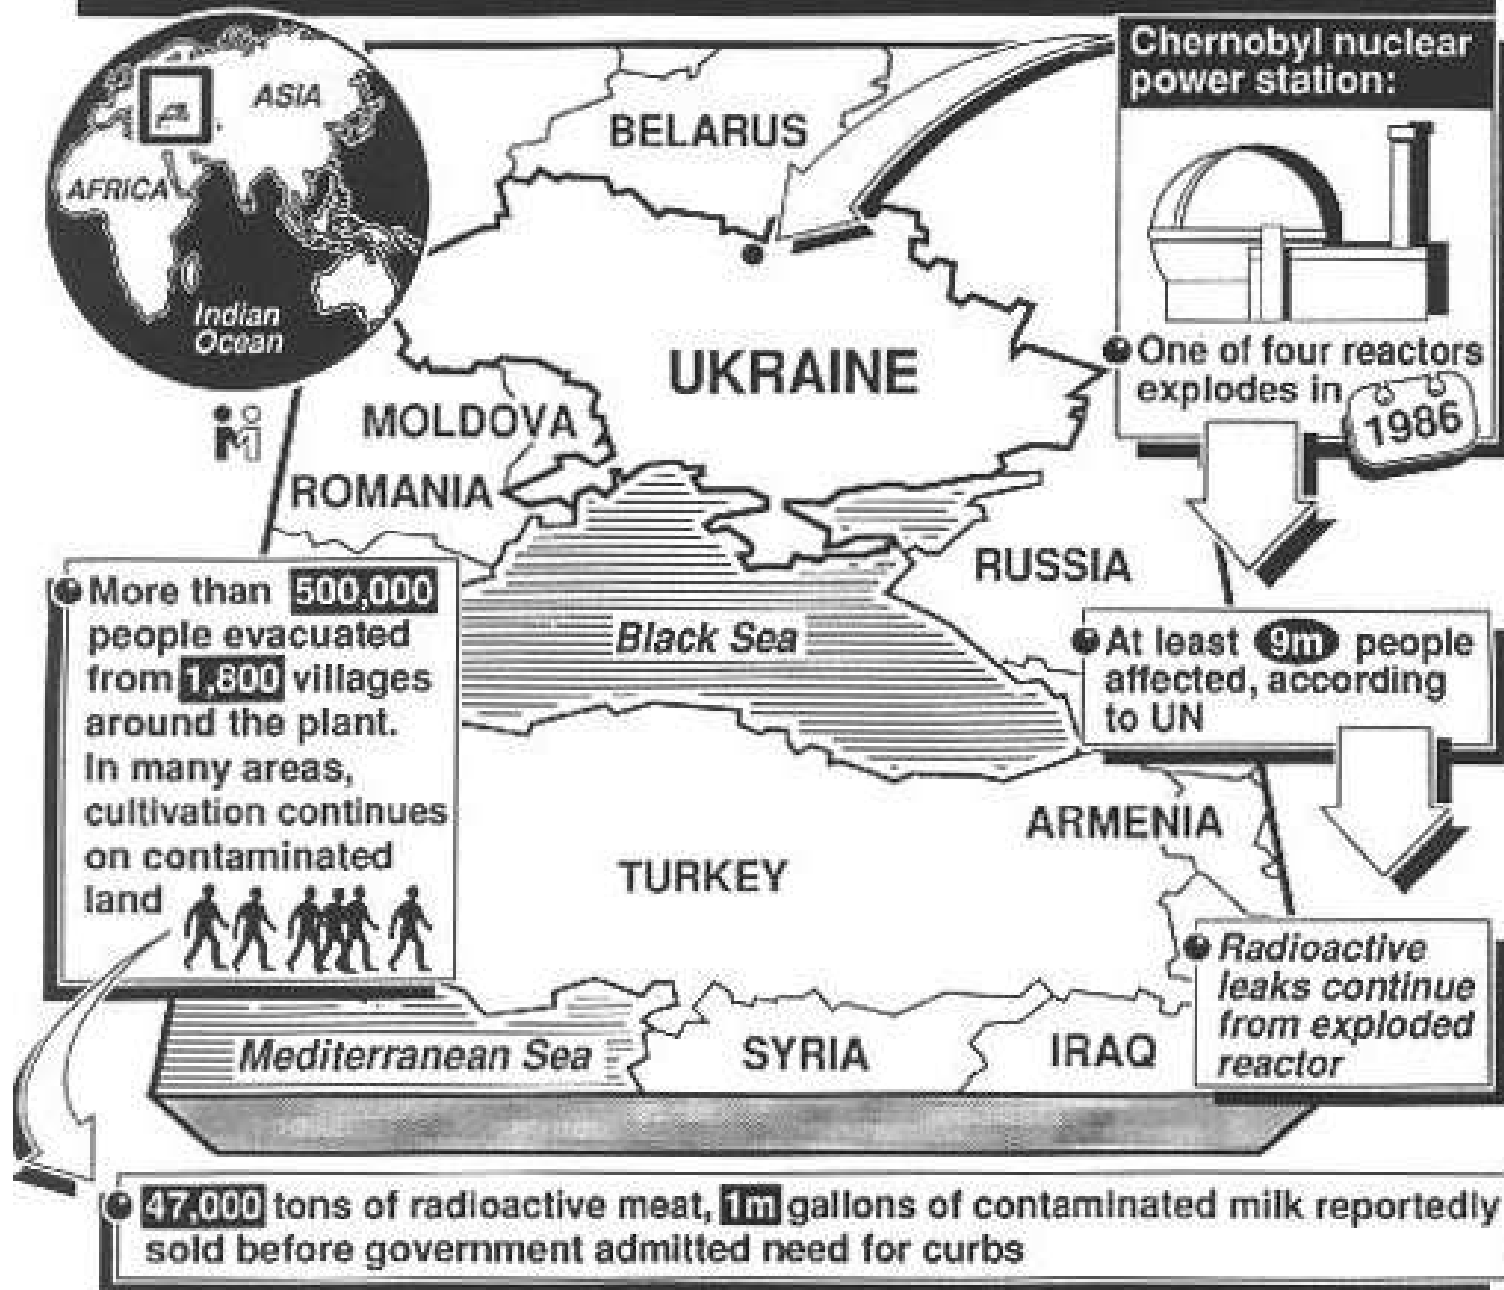 Chernobyl nuclear
power station:
One of four reactors
explodes in
1986
ASIA
AFRICA
Indian
Ocean
BELARUS
UKRAINE
MOLDOVA
ROMANIA
RUSSIA
Black Sea
More than 500,000
people evacuated
from 1,800 villages
around the plant.
In many areas,
cultivation continues
on contaminated
land
At least 9m people
affected, according
to UN
ARMENIA
TURKEY
Radioactive
leaks continue
from exploded
reactor
Mediterranean Sea
SYRIA
IRAQ
47,000 tons of radioactive meat, 1m gallons of contaminated milk reportedly
sold before government admitted need for curbs